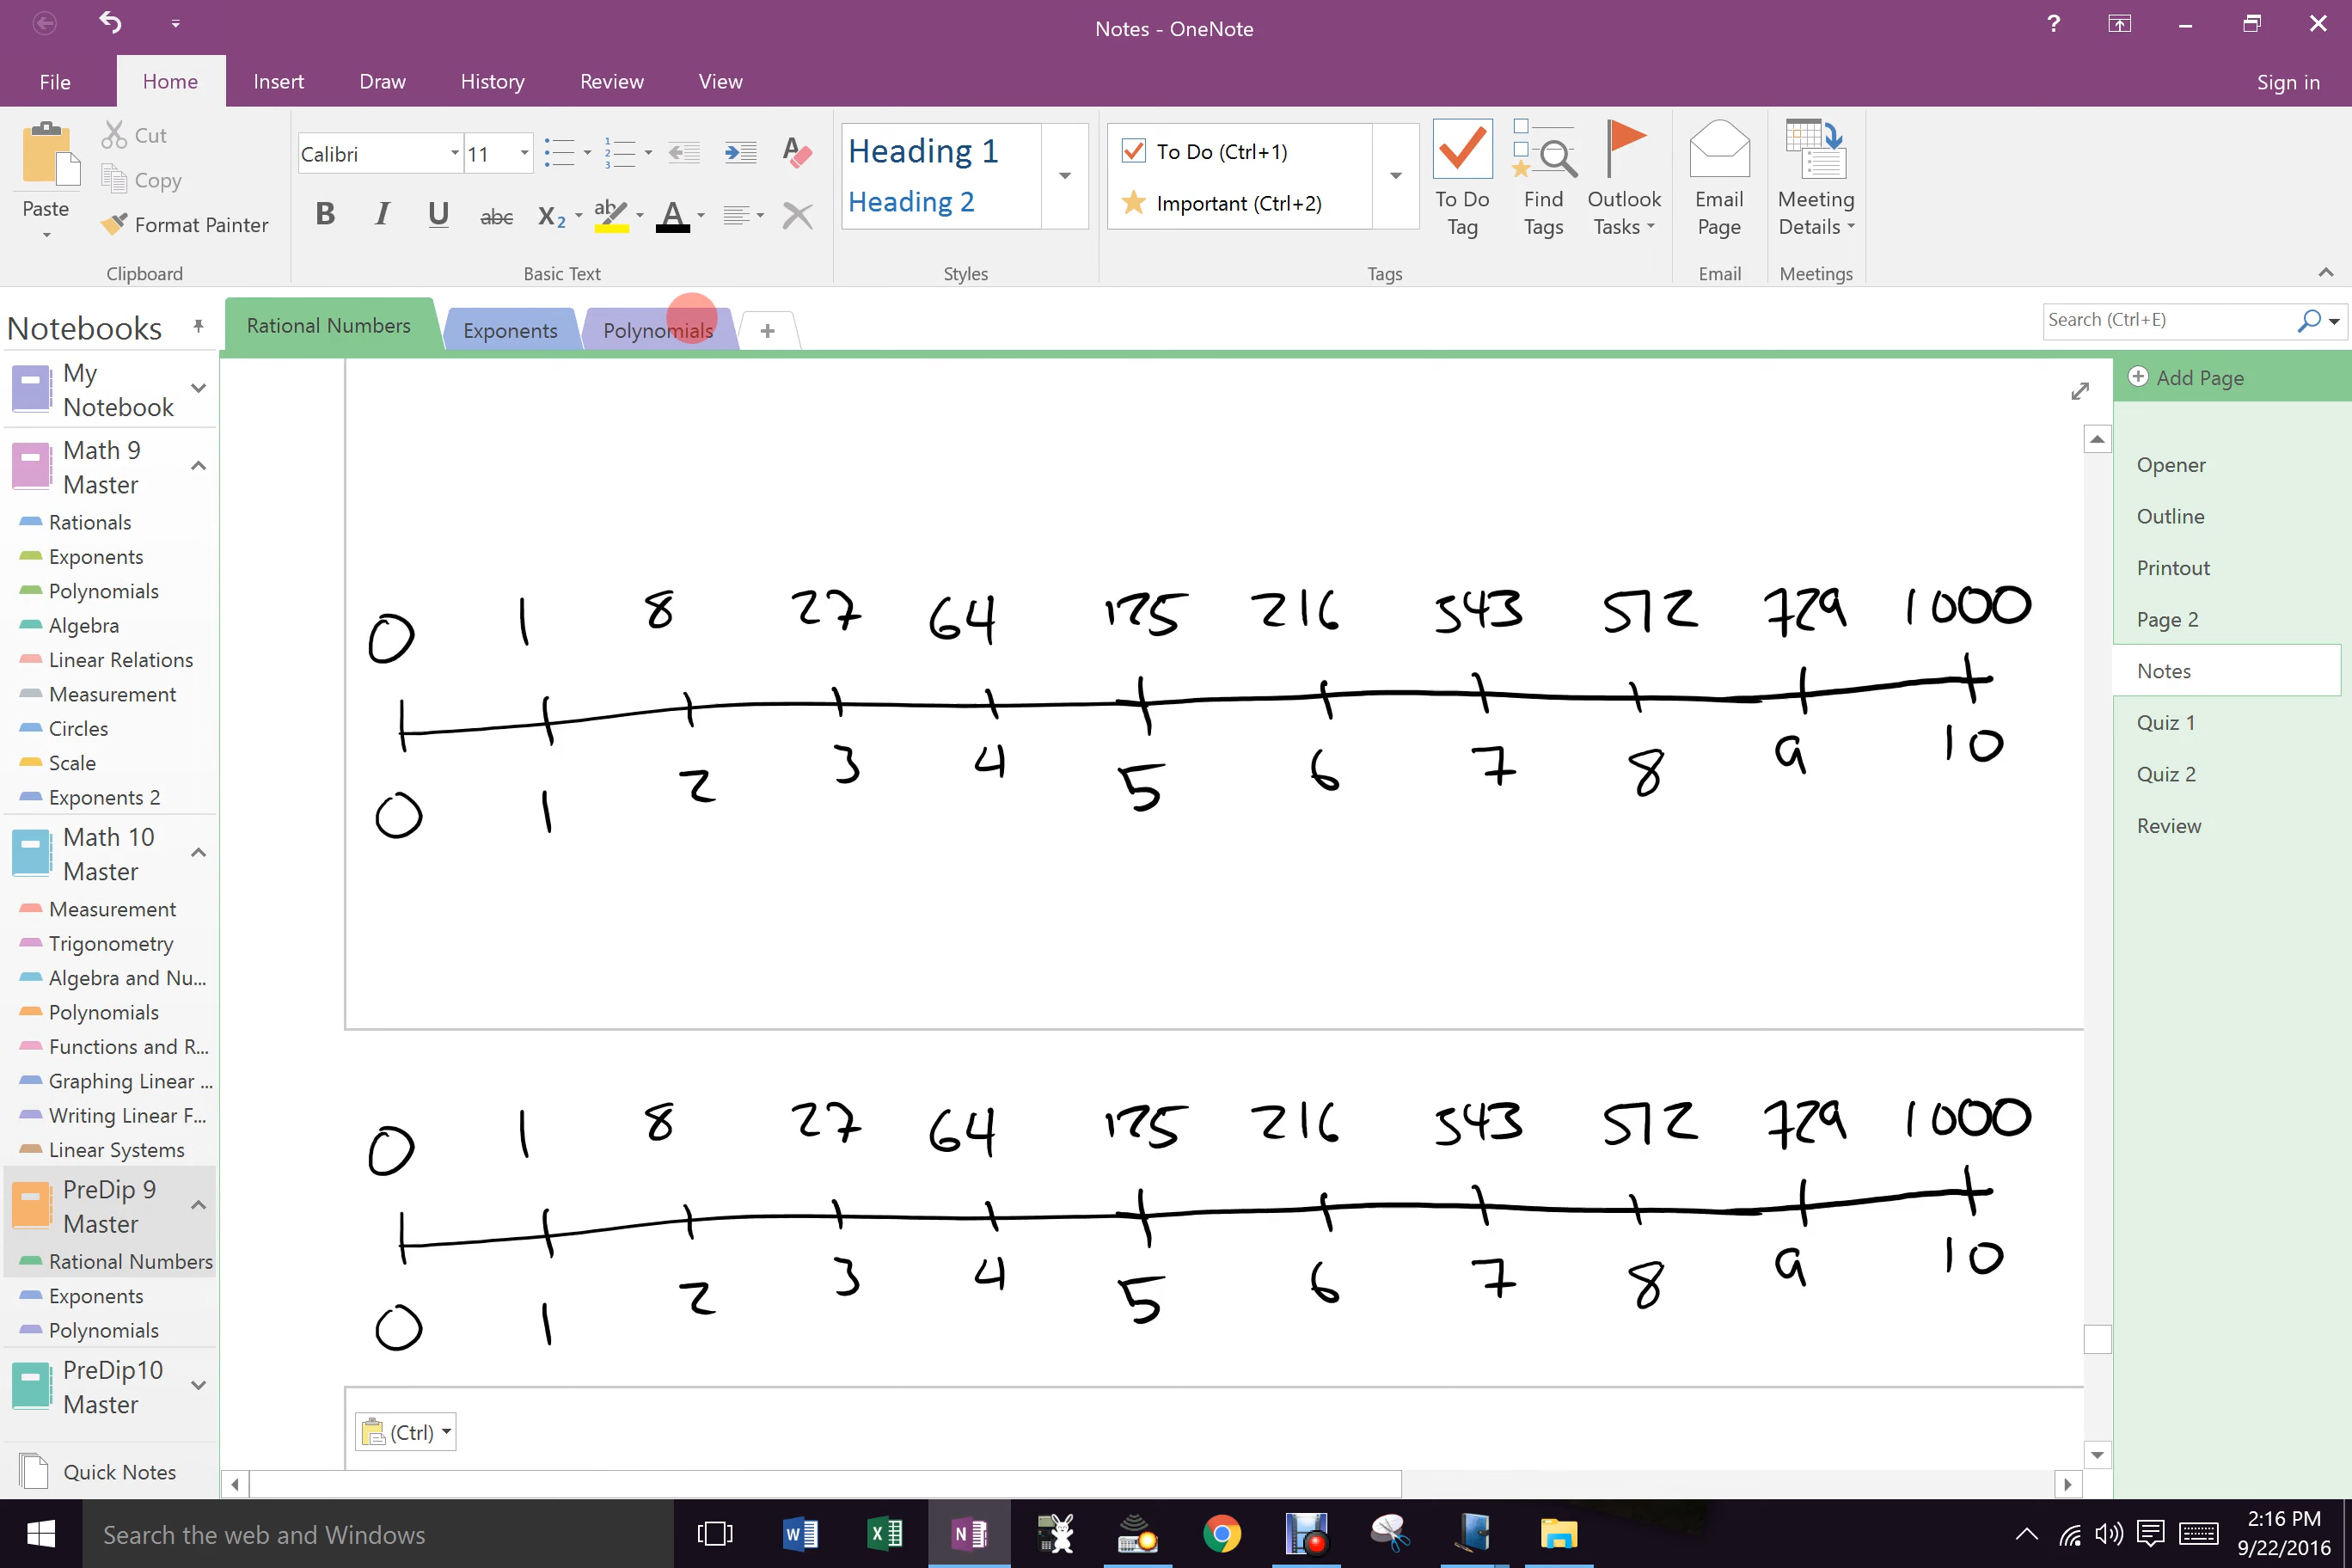 Notes - OneNote
?
File Home Insert Draw History Review View Sign in
Paste
Cut
Copy
Format Painter
Clipboard
Calibri 11
B I U abc X2 ab A
Basic Text
Heading 1
Heading 2
Styles
To Do (Ctrl+1)
Important (Ctrl+2)
To Do Tag
Find Tags
Outlook Tasks
Tags
Email Page
Email
Meeting Details
Meetings
Notebooks
Rational Numbers Exponents Polynomials +
Search (Ctrl+E)
My Notebook
Math 9 Master
Rationals
Exponents
Polynomials
Algebra
Linear Relations
Measurement
Circles
Scale
Exponents 2
Math 10 Master
Measurement
Trigonometry
Algebra and Nu...
Polynomials
Functions and R...
Graphing Linear ...
Writing Linear F...
Linear Systems
PreDip 9 Master
Rational Numbers
Exponents
Polynomials
PreDip10 Master
Quick Notes
0 1 8 27 64 125 216 343 512 729 1000
0 1 2 3 4 5 6 7 8 9 10
0 1 8 27 64 125 216 343 512 729 1000
0 1 2 3 4 5 6 7 8 9 10
(Ctrl)
Add Page
Opener
Outline
Printout
Page 2
Notes
Quiz 1
Quiz 2
Review
Search the web and Windows
2:16 PM
9/22/2016